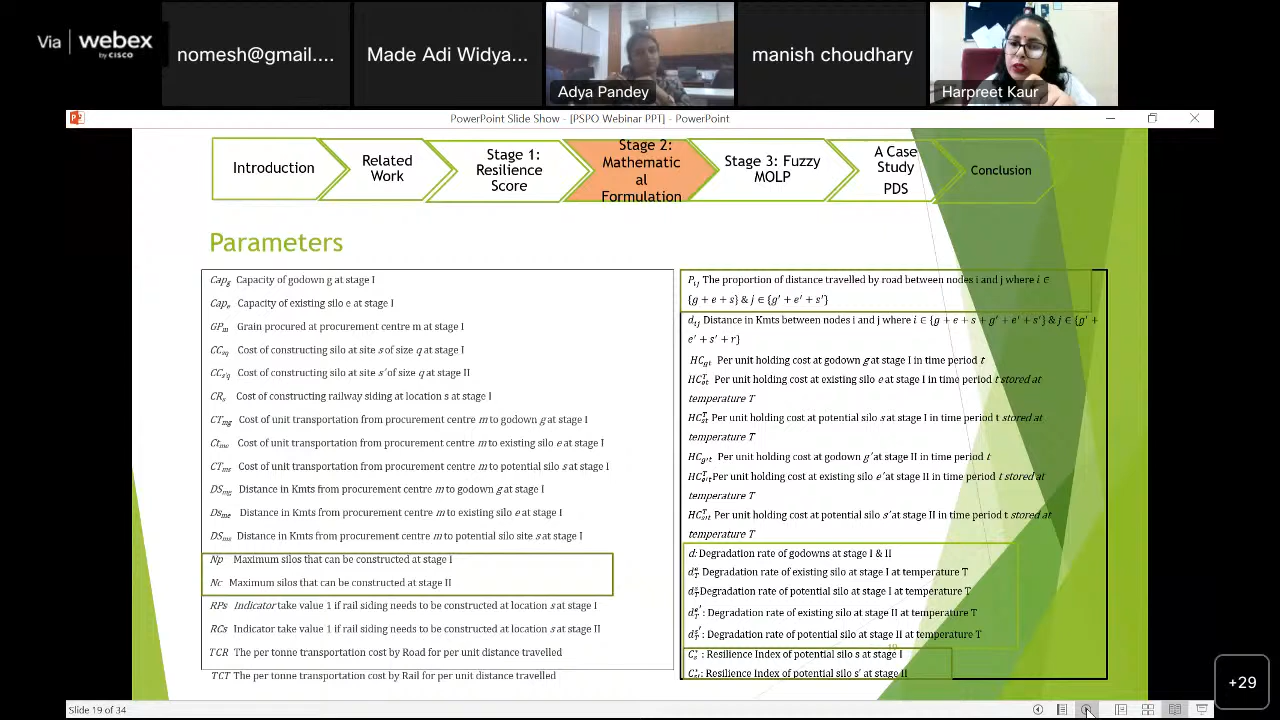 Via webex
by CISCO
nomesh@gmail....
Made Adi Widya...
Adya Pandey
manish choudhary
Harpreet Kaur
PowerPoint Slide Show - [PSPO Webinar PPT] - PowerPoint
Introduction
Related
Work
Stage 1:
Resilience
Score
Stage 2:
Mathematic
al
Formulation
Stage 3: Fuzzy
MOLP
A Case
Study
PDS
Conclusion
Parameters
Cap_g Capacity of godown g at stage I
Cap_e Capacity of existing silo e at stage I
GP_m Grain procured at procurement centre m at stage I
CC_sq Cost of constructing silo at site s of size q at stage I
CC_s'q Cost of constructing silo at site s' of size q at stage II
CR_s Cost of constructing railway siding at location s at stage I
CT_mg Cost of unit transportation from procurement centre m to godown g at stage I
Ct_me Cost of unit transportation from procurement centre m to existing silo e at stage I
CT_ms Cost of unit transportation from procurement centre m to potential silo s at stage I
DS_mg Distance in Kmts from procurement centre m to godown g at stage I
Ds_me Distance in Kmts from procurement centre m to existing silo e at stage I
DS_ms Distance in Kmts from procurement centre m to potential silo site s at stage I
Np Maximum silos that can be constructed at stage I
Nc Maximum silos that can be constructed at stage II
RPs Indicator take value 1 if rail siding needs to be constructed at location s at stage I
RCs Indicator take value 1 if rail siding needs to be constructed at location s at stage II
TCR The per tonne transportation cost by Road for per unit distance travelled
TCT The per tonne transportation cost by Rail for per unit distance travelled
P_ij The proportion of distance travelled by road between nodes i and j where i ∈
{g + e + s} & j ∈ {g' + e' + s'}
d_ij Distance in Kmts between nodes i and j where i ∈ {g + e + s + g' + e' + s'} & j ∈ {g' +
e' + s' + r}
HC_gt Per unit holding cost at godown g at stage I in time period t
Per unit holding cost at existing silo e at stage I in time period t stored at
temperature T
Per unit holding cost at potential silo s at stage I in time period t stored at
temperature T
HC_g't Per unit holding cost at godown g' at stage II in time period t
Per unit holding cost at existing silo e' at stage II in time period t stored at
temperature T
Per unit holding cost at potential silo s' at stage II in time period t stored at
temperature T
d: Degradation rate of godowns at stage I & II
Degradation rate of existing silo at stage I at temperature T
Degradation rate of potential silo at stage I at temperature T
: Degradation rate of existing silo at stage II at temperature T
: Degradation rate of potential silo at stage II at temperature T
: Resilience Index of potential silo s at stage I
: Resilience Index of potential silo s' at stage II
19
Slide 19 of 34
+29